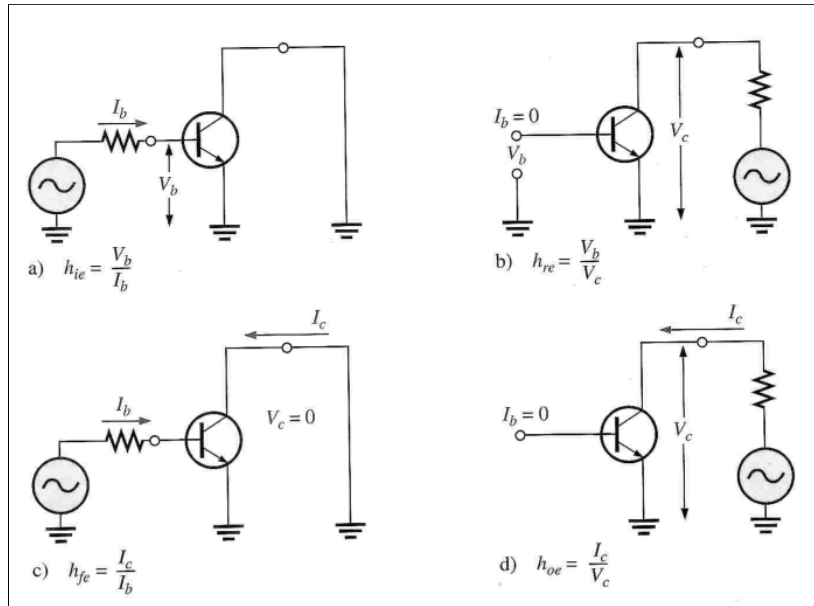 I_b
V_b
a) h_ie = V_b / I_b
I_b = 0
V_b
V_c
b) h_re = V_b / V_c
I_c
I_b
V_c = 0
c) h_fe = I_c / I_b
I_c
I_b = 0
V_c
d) h_oe = I_c / V_c